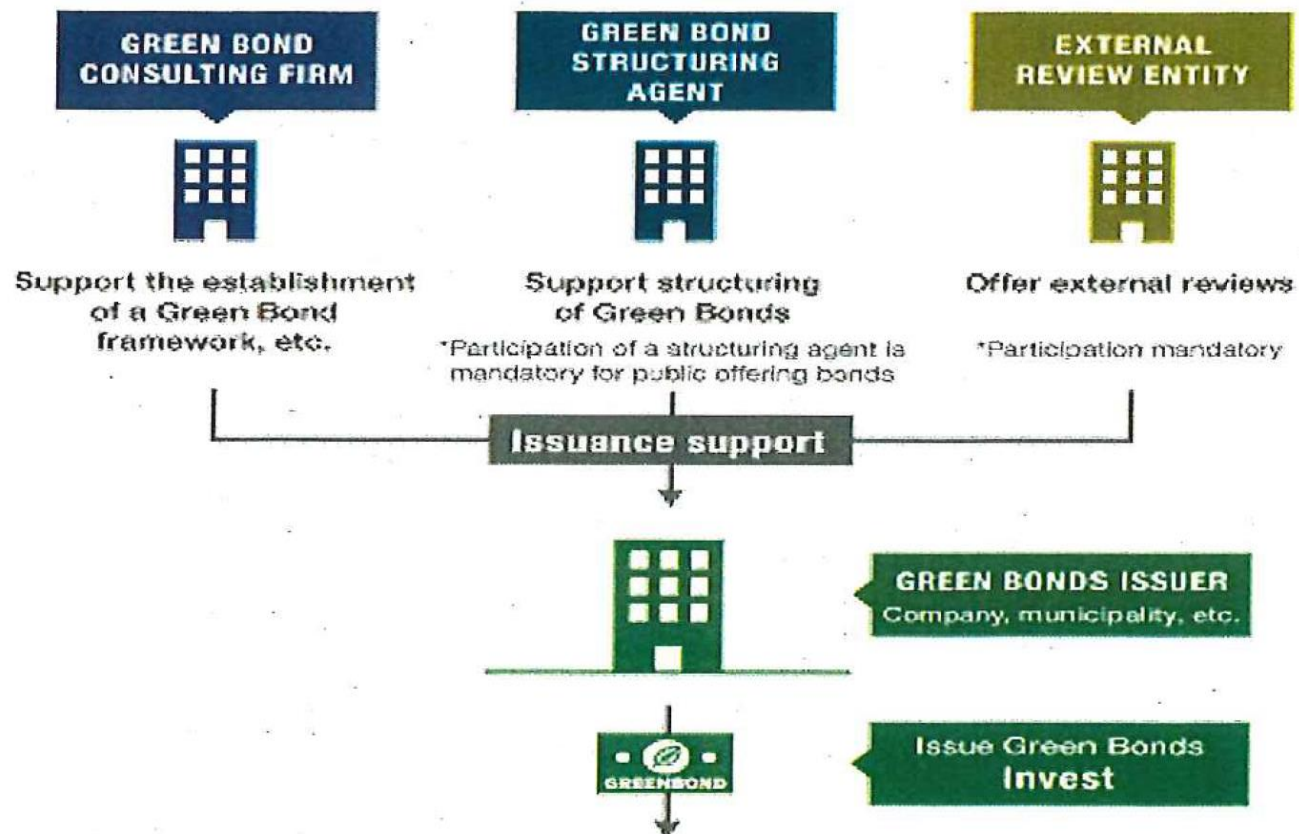 GREEN BOND
CONSULTING FIRM
GREEN BOND
STRUCTURING
AGENT
EXTERNAL
REVIEW ENTITY
Support the establishment
of a Green Bond
framework, etc.
Support structuring
of Green Bonds
*Participation of a structuring agent is
mandatory for public offering bonds
Offer external reviews
*Participation mandatory
Issuance support
GREEN BONDS ISSUER
Company, municipality, etc.
GREENBOND
Issue Green Bonds
Invest